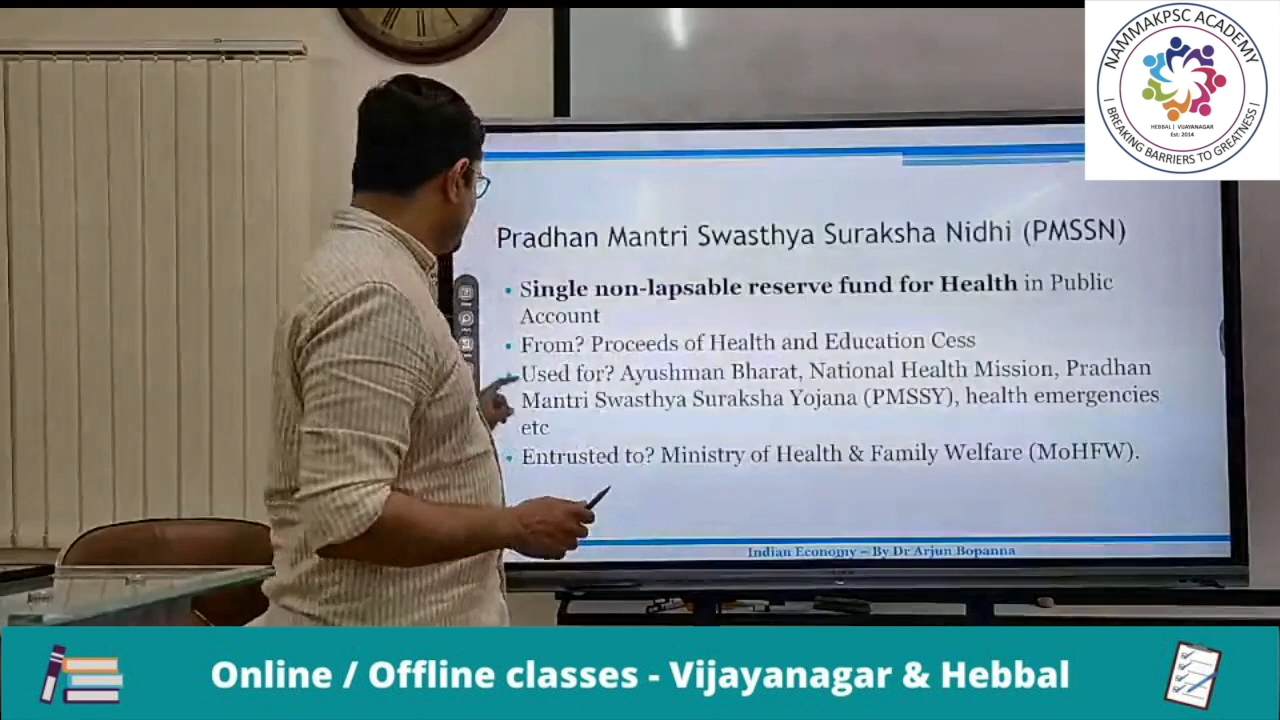 NAMMAKPSC ACADEMY
HEBBAL | VIJAYANAGAR
Est: 2014
| BREAKING BARRIERS TO GREATNESS |
Pradhan Mantri Swasthya Suraksha Nidhi (PMSSN)
• Single non-lapsable reserve fund for Health in Public
Account
• From? Proceeds of Health and Education Cess
• Used for? Ayushman Bharat, National Health Mission, Pradhan
Mantri Swasthya Suraksha Yojana (PMSSY), health emergencies
etc
• Entrusted to? Ministry of Health & Family Welfare (MoHFW).
Indian Economy – By Dr Arjun Bopanna
Online / Offline classes - Vijayanagar & Hebbal